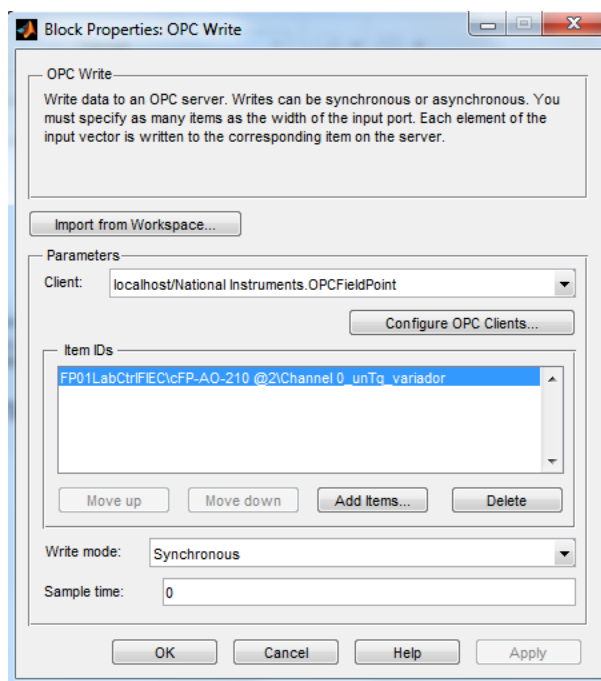 Block Properties: OPC Write
OPC Write
Write data to an OPC server. Writes can be synchronous or asynchronous. You
must specify as many items as the width of the input port. Each element of the
input vector is written to the corresponding item on the server.
Import from Workspace...
Parameters
Client: localhost/National Instruments.OPCFieldPoint
Configure OPC Clients...
Item IDs
FP01LabCtrlFIEC\cFP-AO-210 @2\Channel 0_unTq_variador
Move up Move down Add Items... Delete
Write mode: Synchronous
Sample time: 0
OK Cancel Help Apply